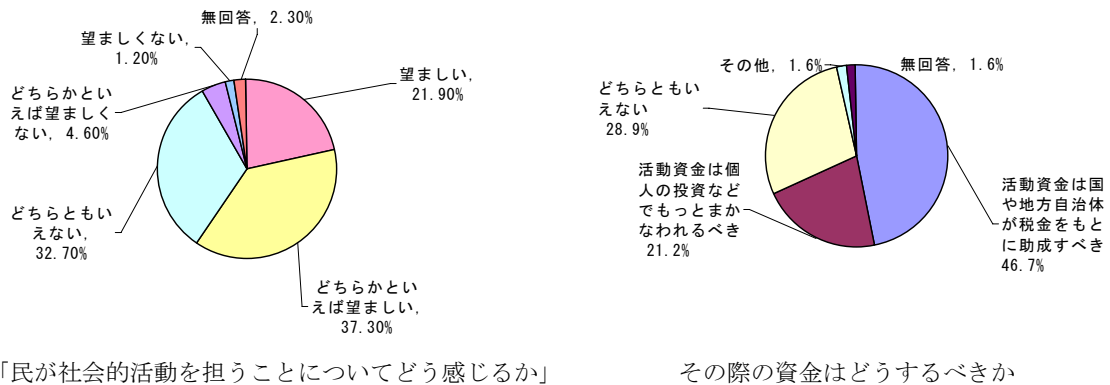 無回答, 2.30%
望ましくない,
1.20%
どちらかとい
えば望ましく
ない, 4.60%
どちらともい
えない,
32.70%
望ましい,
21.90%
どちらかとい
えば望ましい,
37.30%
「民が社会的活動を担うことについてどう感じるか」
その他, 1.6%
無回答, 1.6%
どちらともい
えない
28.9%
活動資金は個
人の投資など
でもっとまか
なわれるべき
21.2%
活動資金は国
や地方自治体
が税金をもと
に助成すべき
46.7%
その際の資金はどうするべきか